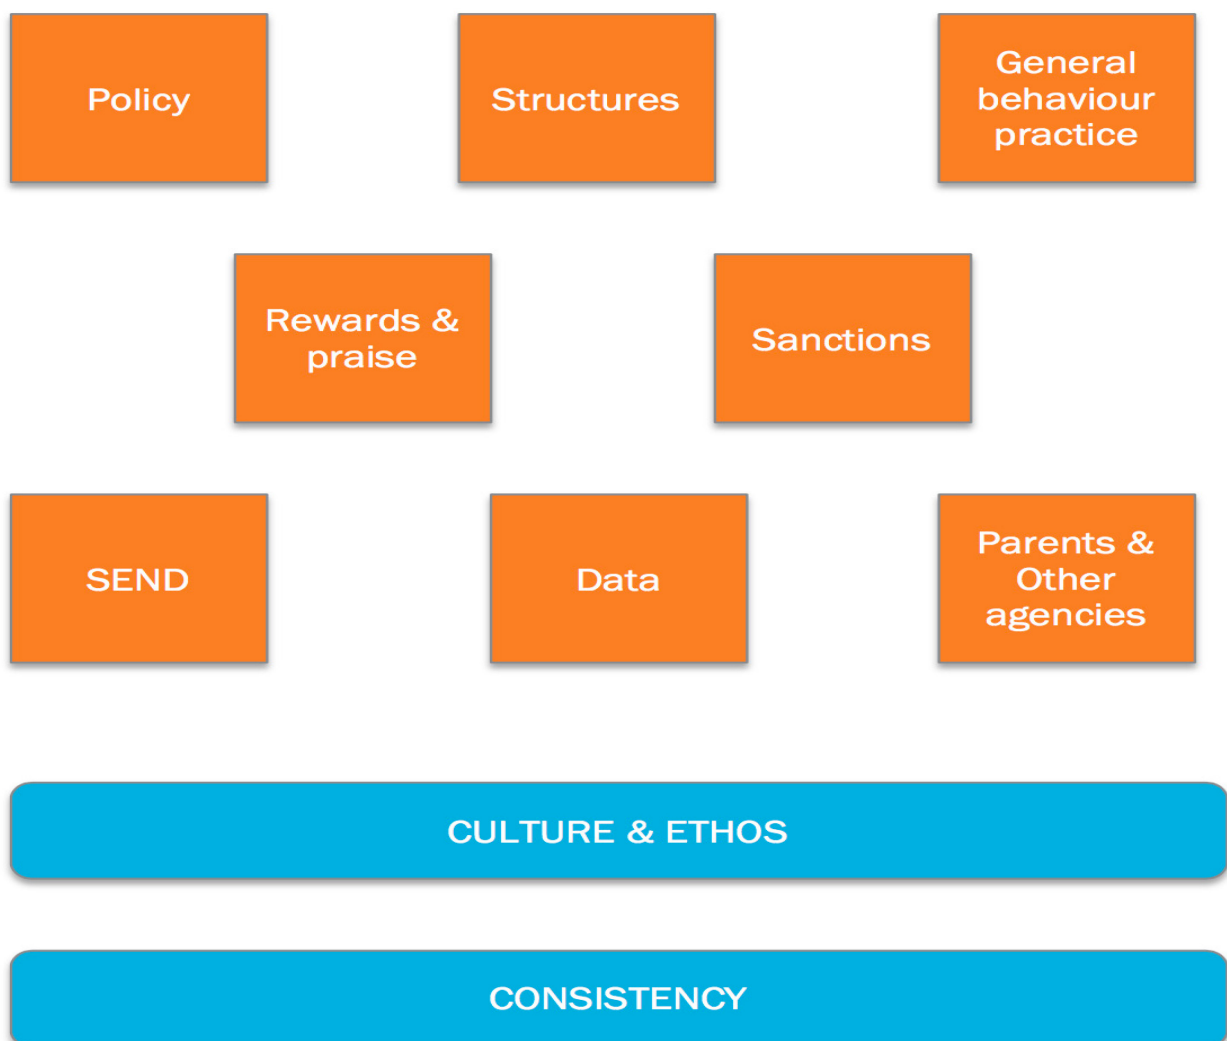 Policy
Structures
General
behaviour
practice
Rewards &
praise
Sanctions
SEND
Data
Parents &
Other
agencies
CULTURE & ETHOS
CONSISTENCY